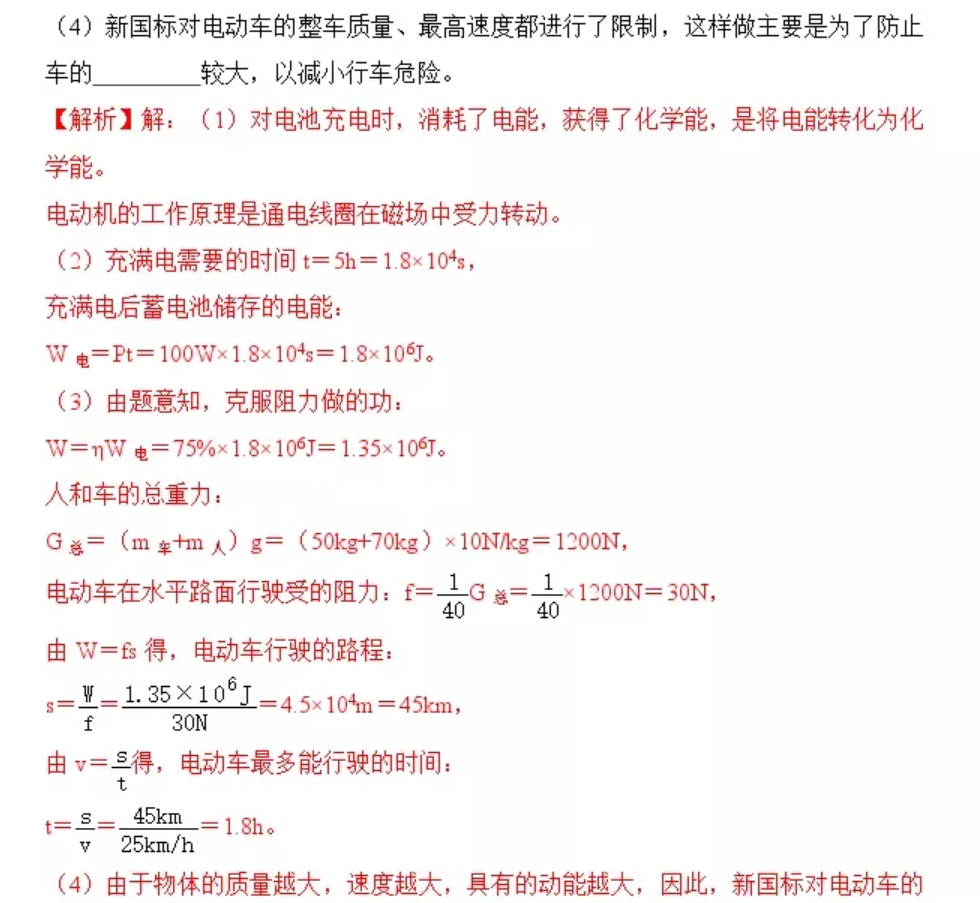 （4）新国标对电动车的整车质量、最高速度都进行了限制，这样做主要是为了防止
车的_________较大，以减小行车危险。
【解析】解：（1）对电池充电时，消耗了电能，获得了化学能，是将电能转化为化
学能。
电动机的工作原理是通电线圈在磁场中受力转动。
（2）充满电需要的时间 t＝5h＝1.8×10⁴s，
充满电后蓄电池储存的电能：
W 电＝Pt＝100W×1.8×10⁴s＝1.8×10⁶J。
（3）由题意知，克服阻力做的功：
W＝ηW 电＝75%×1.8×10⁶J＝1.35×10⁶J。
人和车的总重力：
G 总＝（m 车+m 人）g＝（50kg+70kg）×10N/kg＝1200N，
电动车在水平路面行驶受的阻力：f＝1/40 G 总＝1/40×1200N＝30N，
由 W＝fs 得，电动车行驶的路程：
s＝W/f＝1.35×10⁶J/30N＝4.5×10⁴m＝45km，
由 v＝s/t得，电动车最多能行驶的时间：
t＝s/v＝45km/25km/h＝1.8h。
（4）由于物体的质量越大，速度越大，具有的动能越大，因此，新国标对电动车的